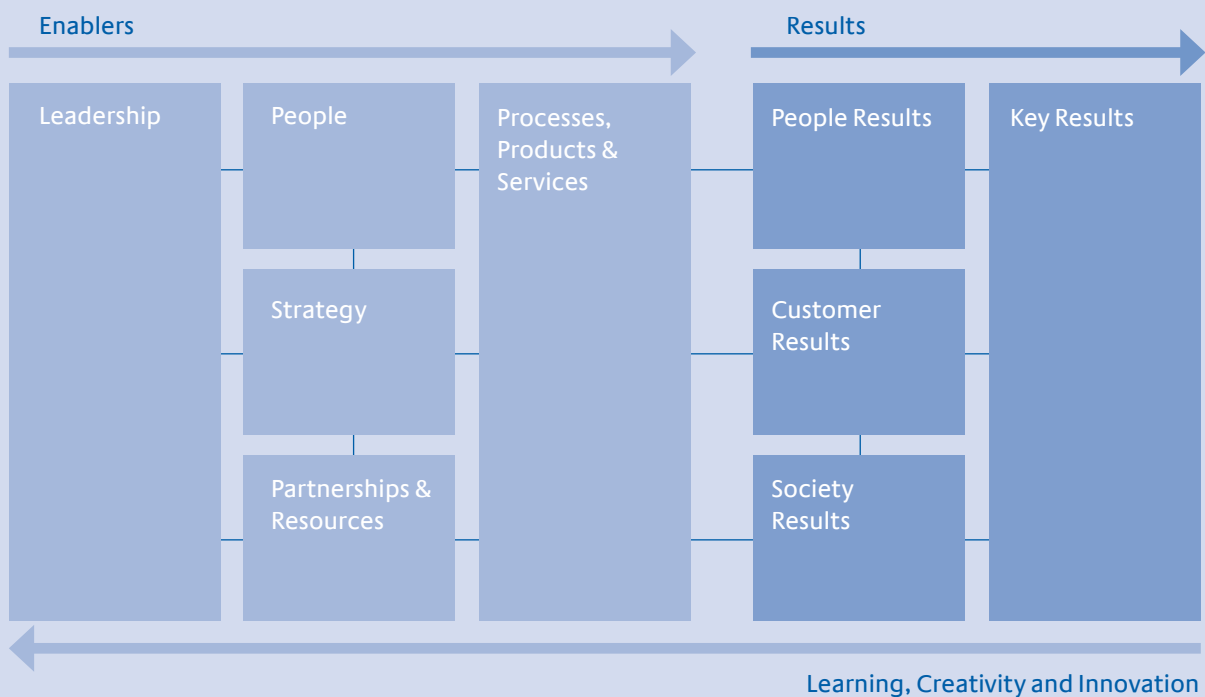 Enablers
Results
Leadership
People
Processes,
Products &
Services
People Results
Key Results
Strategy
Customer
Results
Partnerships &
Resources
Society
Results
Learning, Creativity and Innovation